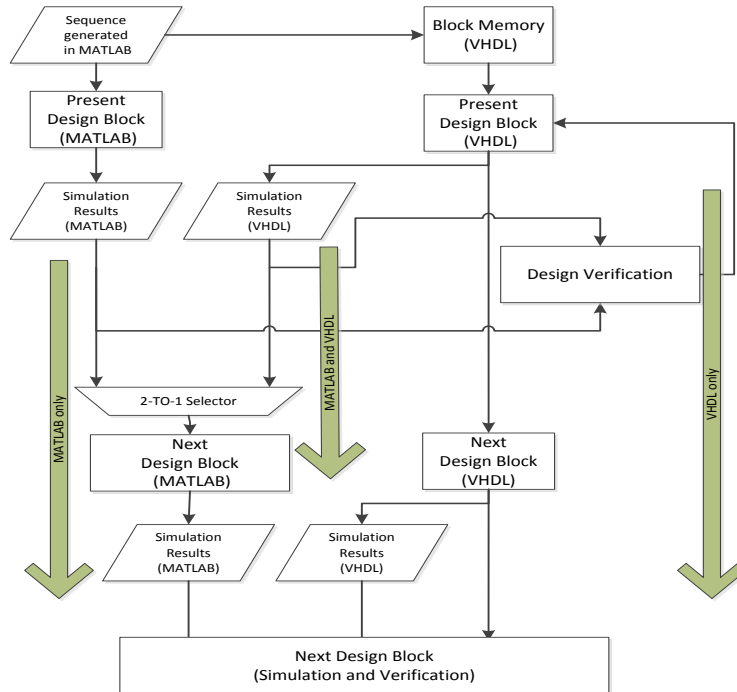 Sequence
generated
in MATLAB
Block Memory
(VHDL)
Present
Design Block
(MATLAB)
Present
Design Block
(VHDL)
Simulation
Results
(MATLAB)
Simulation
Results
(VHDL)
Design Verification
MATLAB only
MATLAB and VHDL
VHDL only
2-TO-1 Selector
Next
Design Block
(MATLAB)
Next
Design Block
(VHDL)
Simulation
Results
(MATLAB)
Simulation
Results
(VHDL)
Next Design Block
(Simulation and Verification)